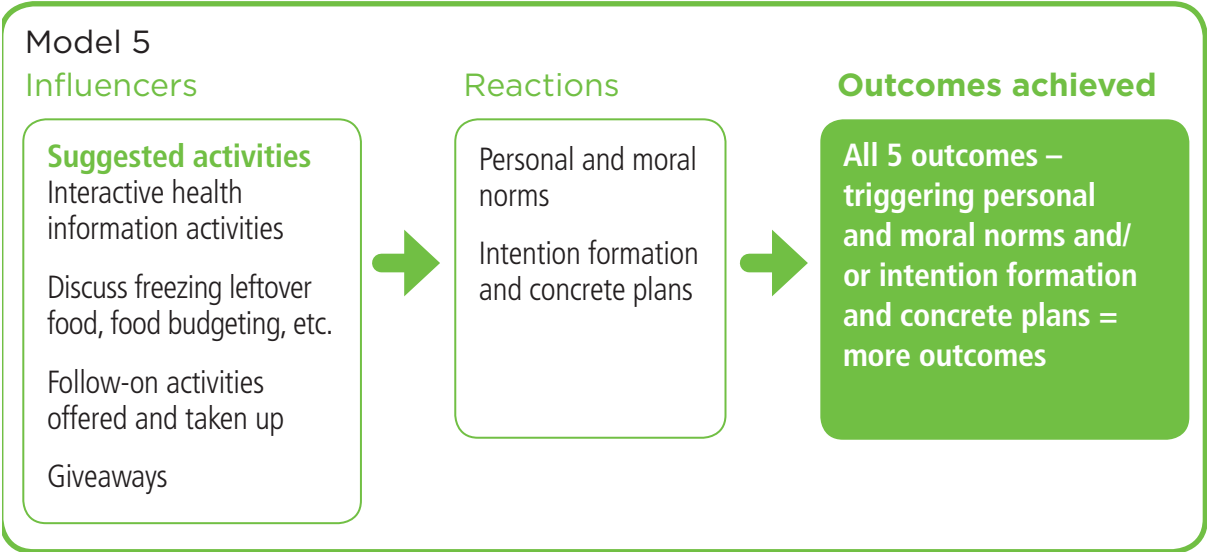 Model 5
Influencers
Suggested activities
Interactive health
information activities
Discuss freezing leftover
food, food budgeting, etc.
Follow-on activities
offered and taken up
Giveaways
Reactions
Personal and moral
norms
Intention formation
and concrete plans
Outcomes achieved
All 5 outcomes –
triggering personal
and moral norms and/
or intention formation
and concrete plans =
more outcomes